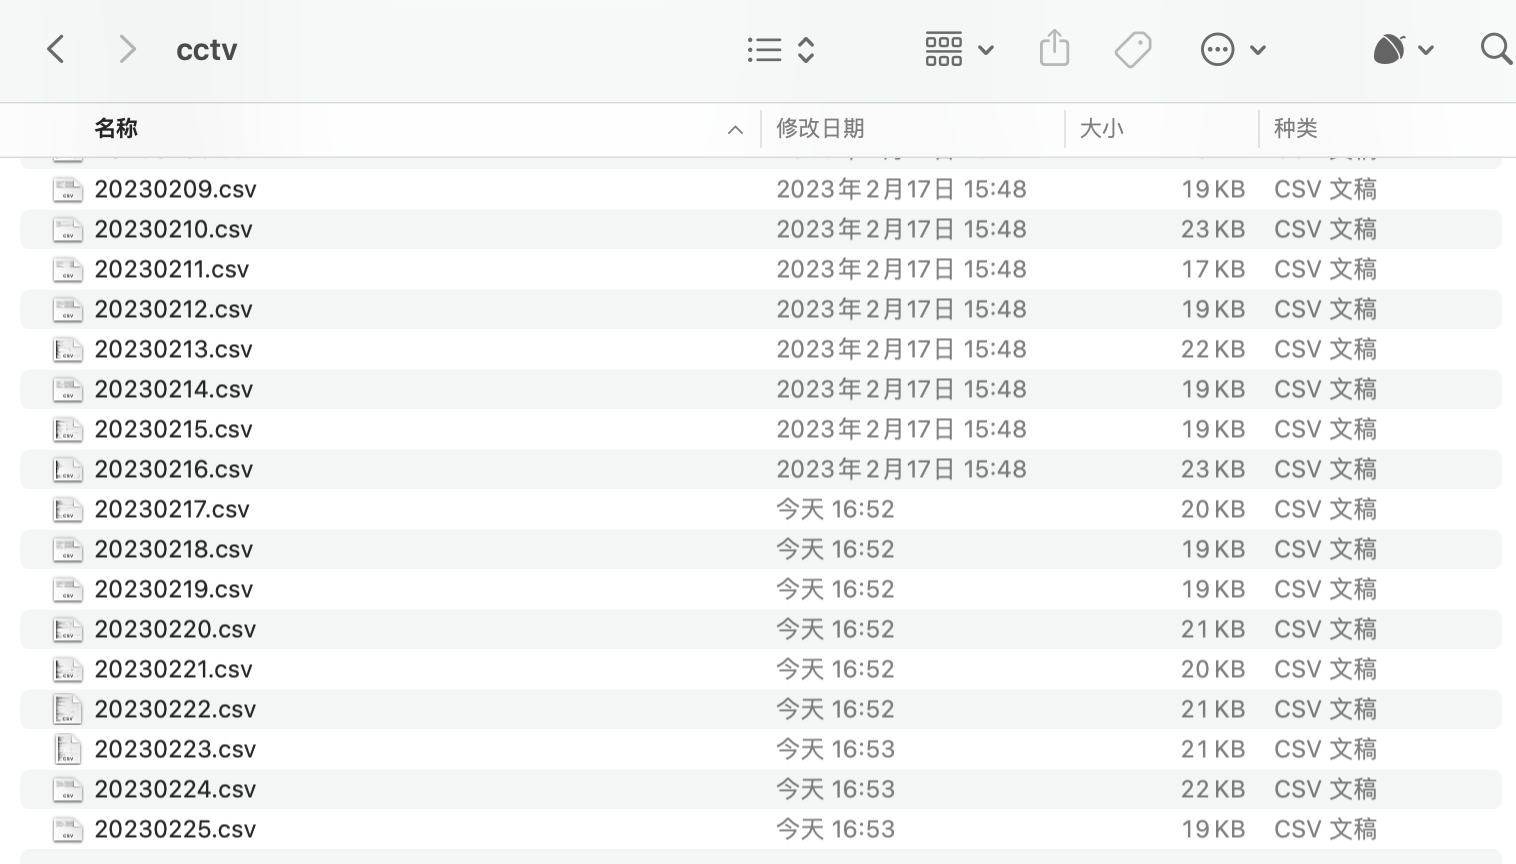 cctv
名称 修改日期 大小 种类
20230209.csv 2023年2月17日 15:48 19 KB CSV 文稿
20230210.csv 2023年2月17日 15:48 23 KB CSV 文稿
20230211.csv 2023年2月17日 15:48 17 KB CSV 文稿
20230212.csv 2023年2月17日 15:48 19 KB CSV 文稿
20230213.csv 2023年2月17日 15:48 22 KB CSV 文稿
20230214.csv 2023年2月17日 15:48 19 KB CSV 文稿
20230215.csv 2023年2月17日 15:48 19 KB CSV 文稿
20230216.csv 2023年2月17日 15:48 23 KB CSV 文稿
20230217.csv 今天 16:52 20 KB CSV 文稿
20230218.csv 今天 16:52 19 KB CSV 文稿
20230219.csv 今天 16:52 19 KB CSV 文稿
20230220.csv 今天 16:52 21 KB CSV 文稿
20230221.csv 今天 16:52 20 KB CSV 文稿
20230222.csv 今天 16:52 21 KB CSV 文稿
20230223.csv 今天 16:53 21 KB CSV 文稿
20230224.csv 今天 16:53 22 KB CSV 文稿
20230225.csv 今天 16:53 19 KB CSV 文稿